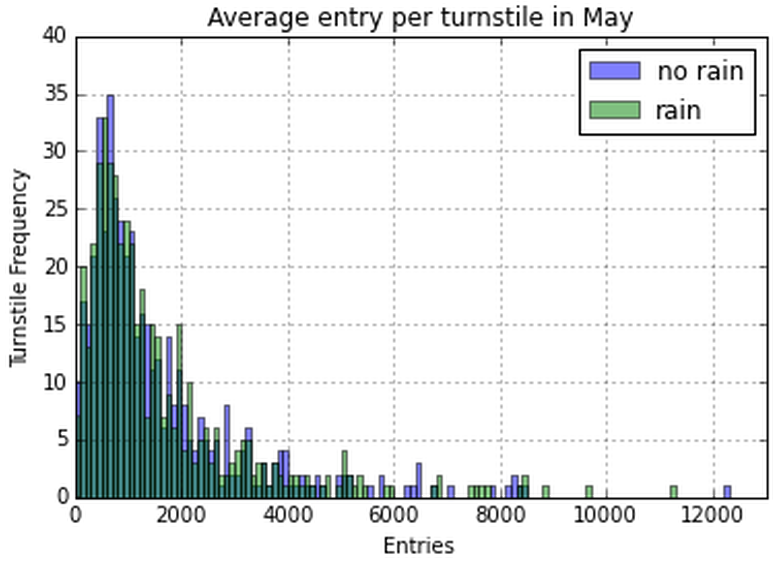 Average entry per turnstile in May
40
35
30
25
20
15
10
5
0
Turnstile Frequency
no rain
rain
0 2000 4000 6000 8000 10000 12000
Entries